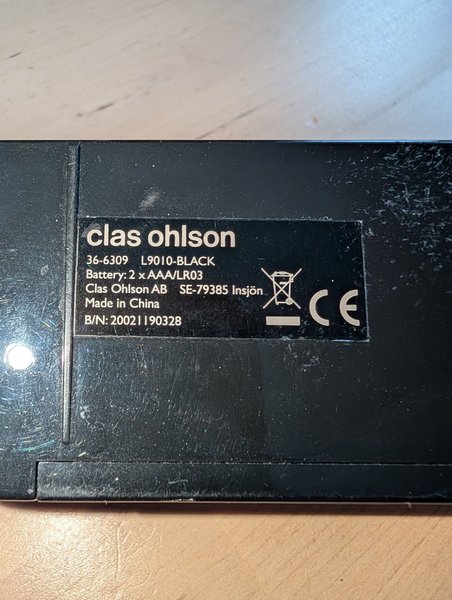 clas ohlson
36-6309 L9010-BLACK
Battery: 2 x AAA/LR03
Clas Ohlson AB SE-79385 Insjön
Made in China
B/N: 20021190328
CE